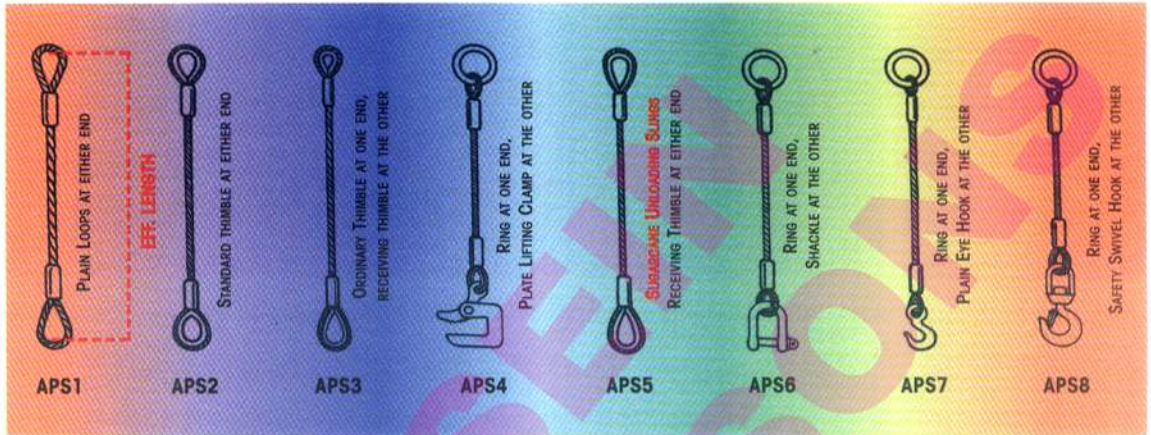 PLAIN LOOPS AT EITHER END
EFF. LENGTH
STANDARD THIMBLE AT EITHER END
ORDINARY THIMBLE AT ONE END,
RECEIVING THIMBLE AT THE OTHER
RING AT ONE END,
PLATE LIFTING CLAMP AT THE OTHER
SUGARCANE UNLOADING SLINGS
RECEIVING THIMBLE AT EITHER END
RING AT ONE END,
SHACKLE AT THE OTHER
RING AT ONE END,
PLAIN EYE HOOK AT THE OTHER
RING AT ONE END,
SAFETY SWIVEL HOOK AT THE OTHER
APS1 APS2 APS3 APS4 APS5 APS6 APS7 APS8